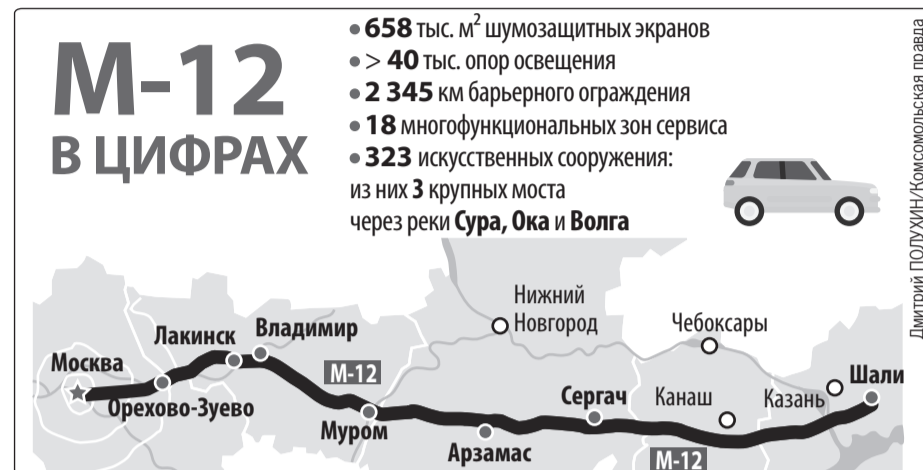 М-12
В ЦИФРАХ
• 658 тыс. м² шумозащитных экранов
• > 40 тыс. опор освещения
• 2 345 км барьерного ограждения
• 18 многофункциональных зон сервиса
• 323 искусственных сооружения:
из них 3 крупных моста
через реки Сура, Ока и Волга
Дмитрий ПОЛУХИН/Комсомольская правда
Москва
Орехово-Зуево
Лакинск
Владимир
М-12
Муром
Нижний
Новгород
Арзамас
Сергач
Чебоксары
Канаш
М-12
Казань
Шали